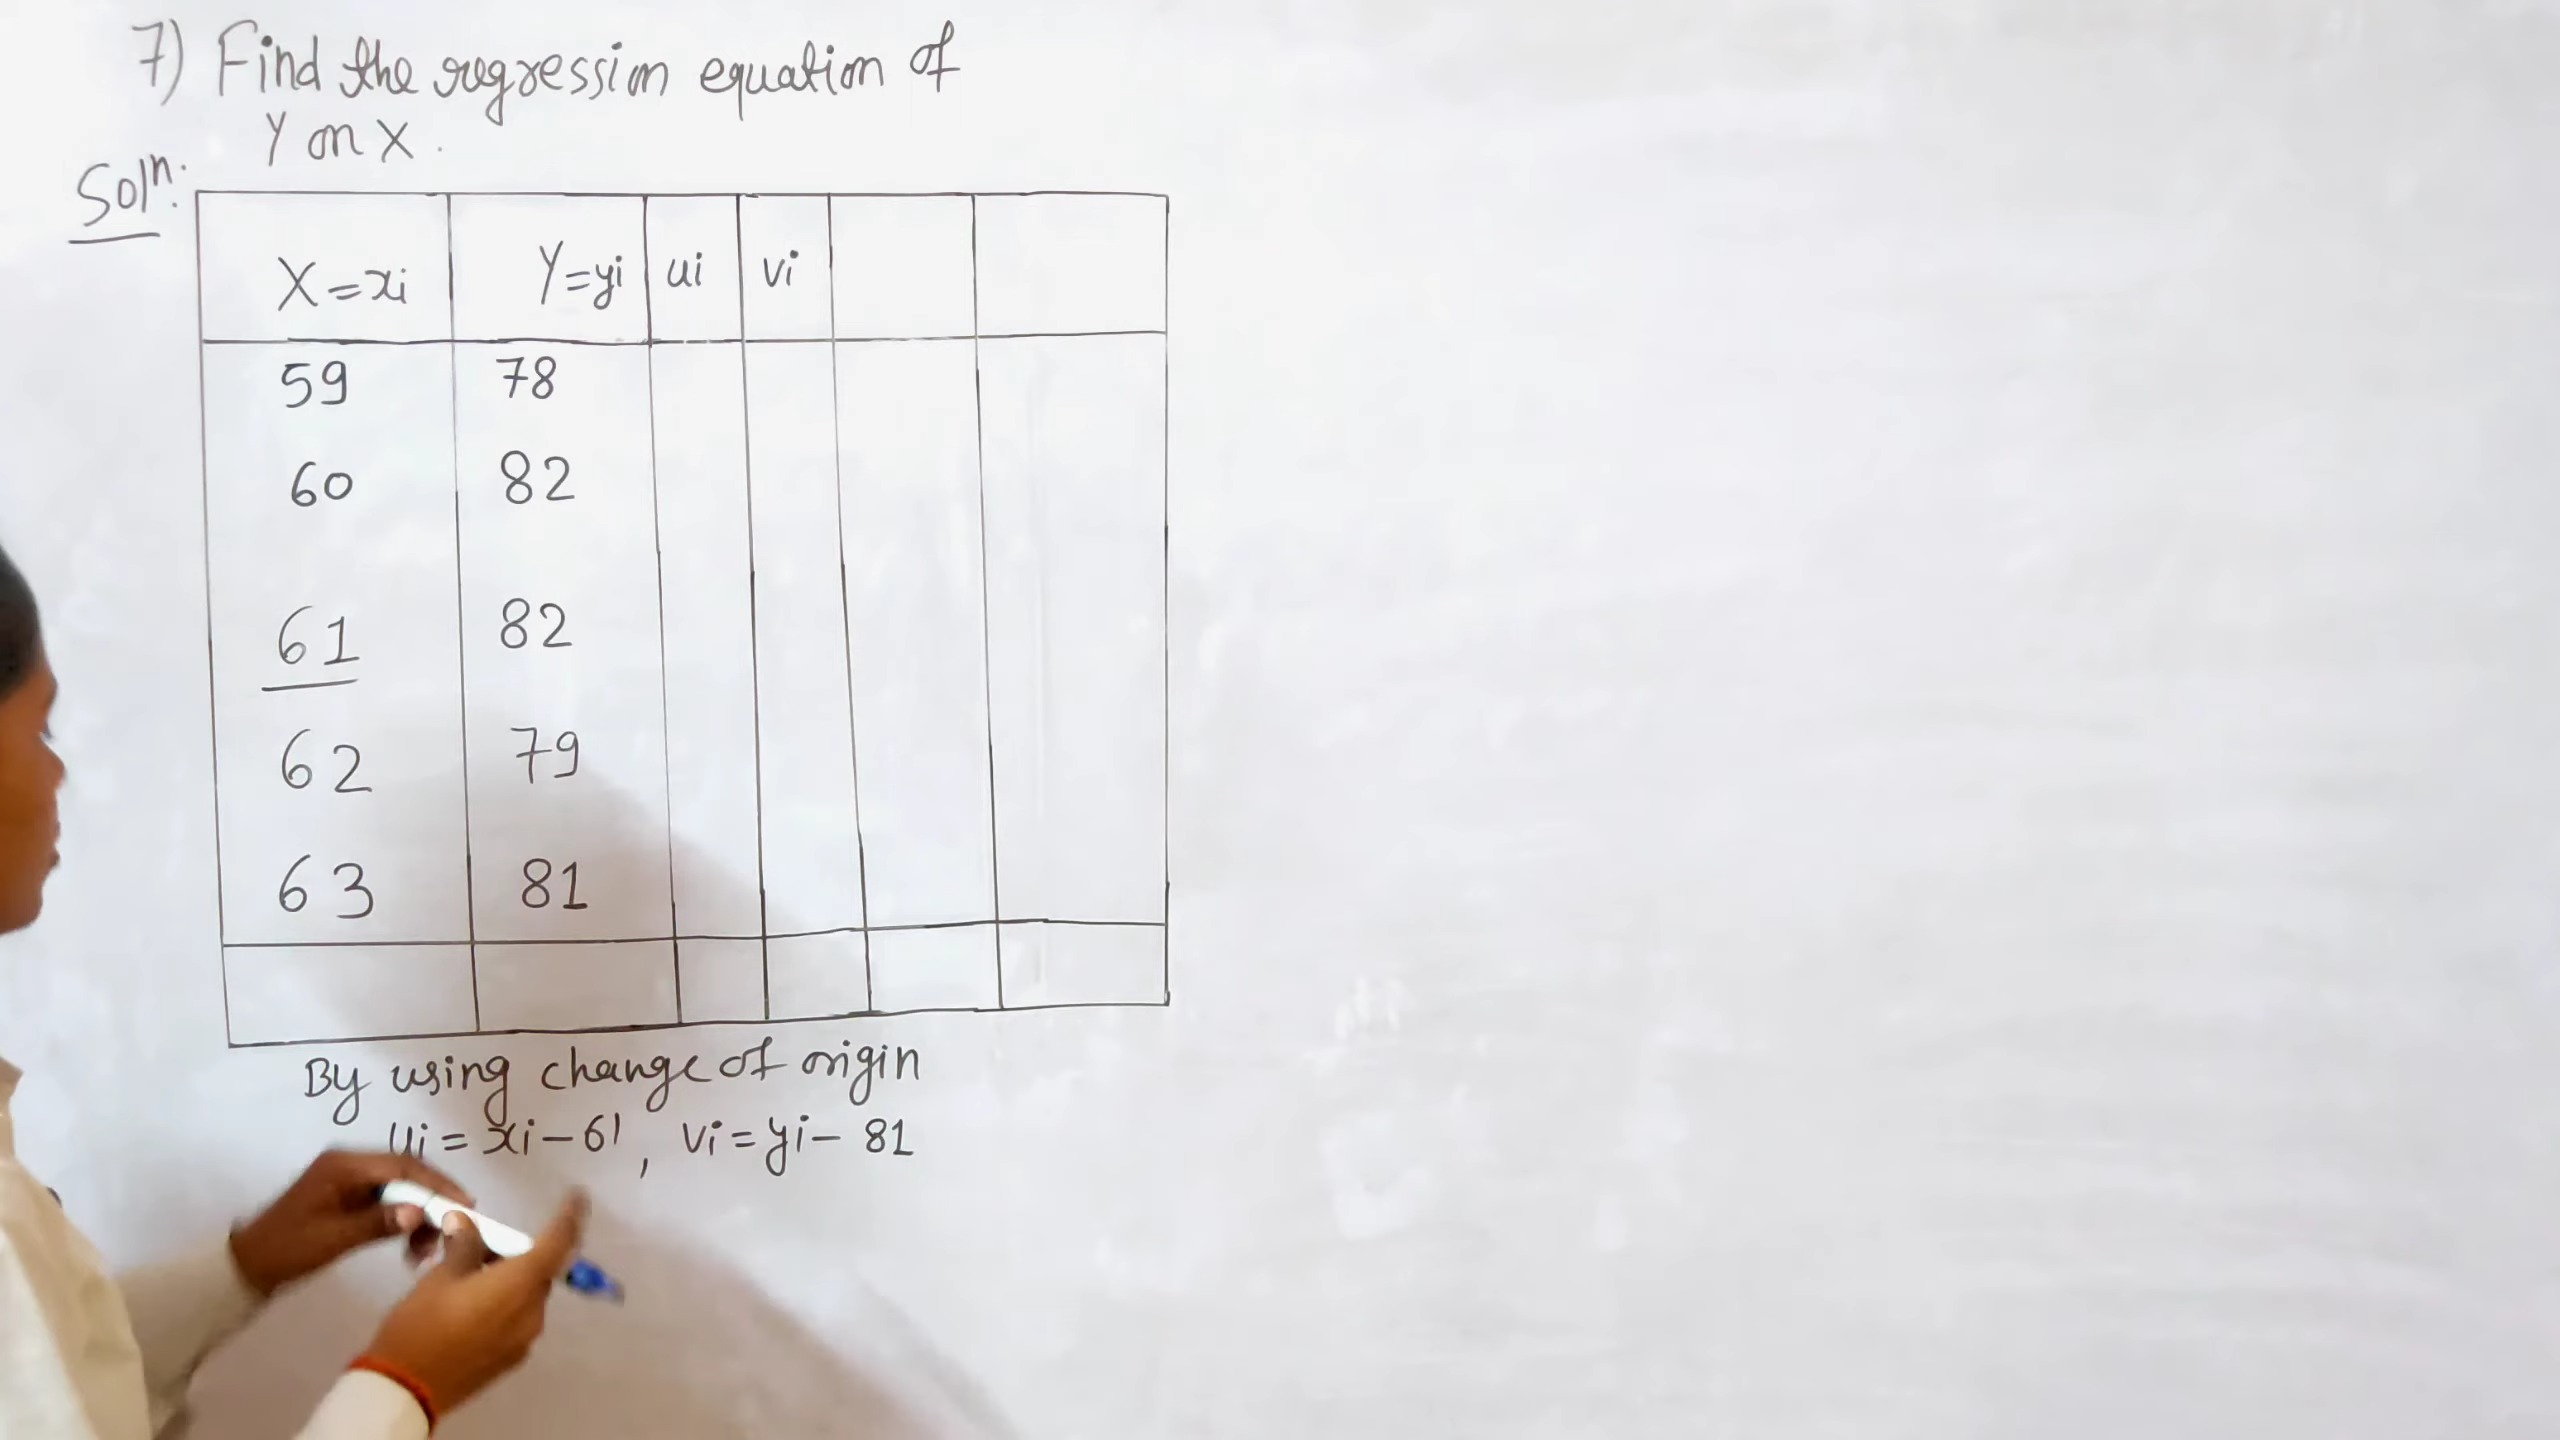 7) Find the regression equation of
Y on X.
Soln:
X=xi Y=yi ui vi
59 78
60 82
61 82
62 79
63 81
By using change of origin
ui = xi – 61, vi = yi – 81